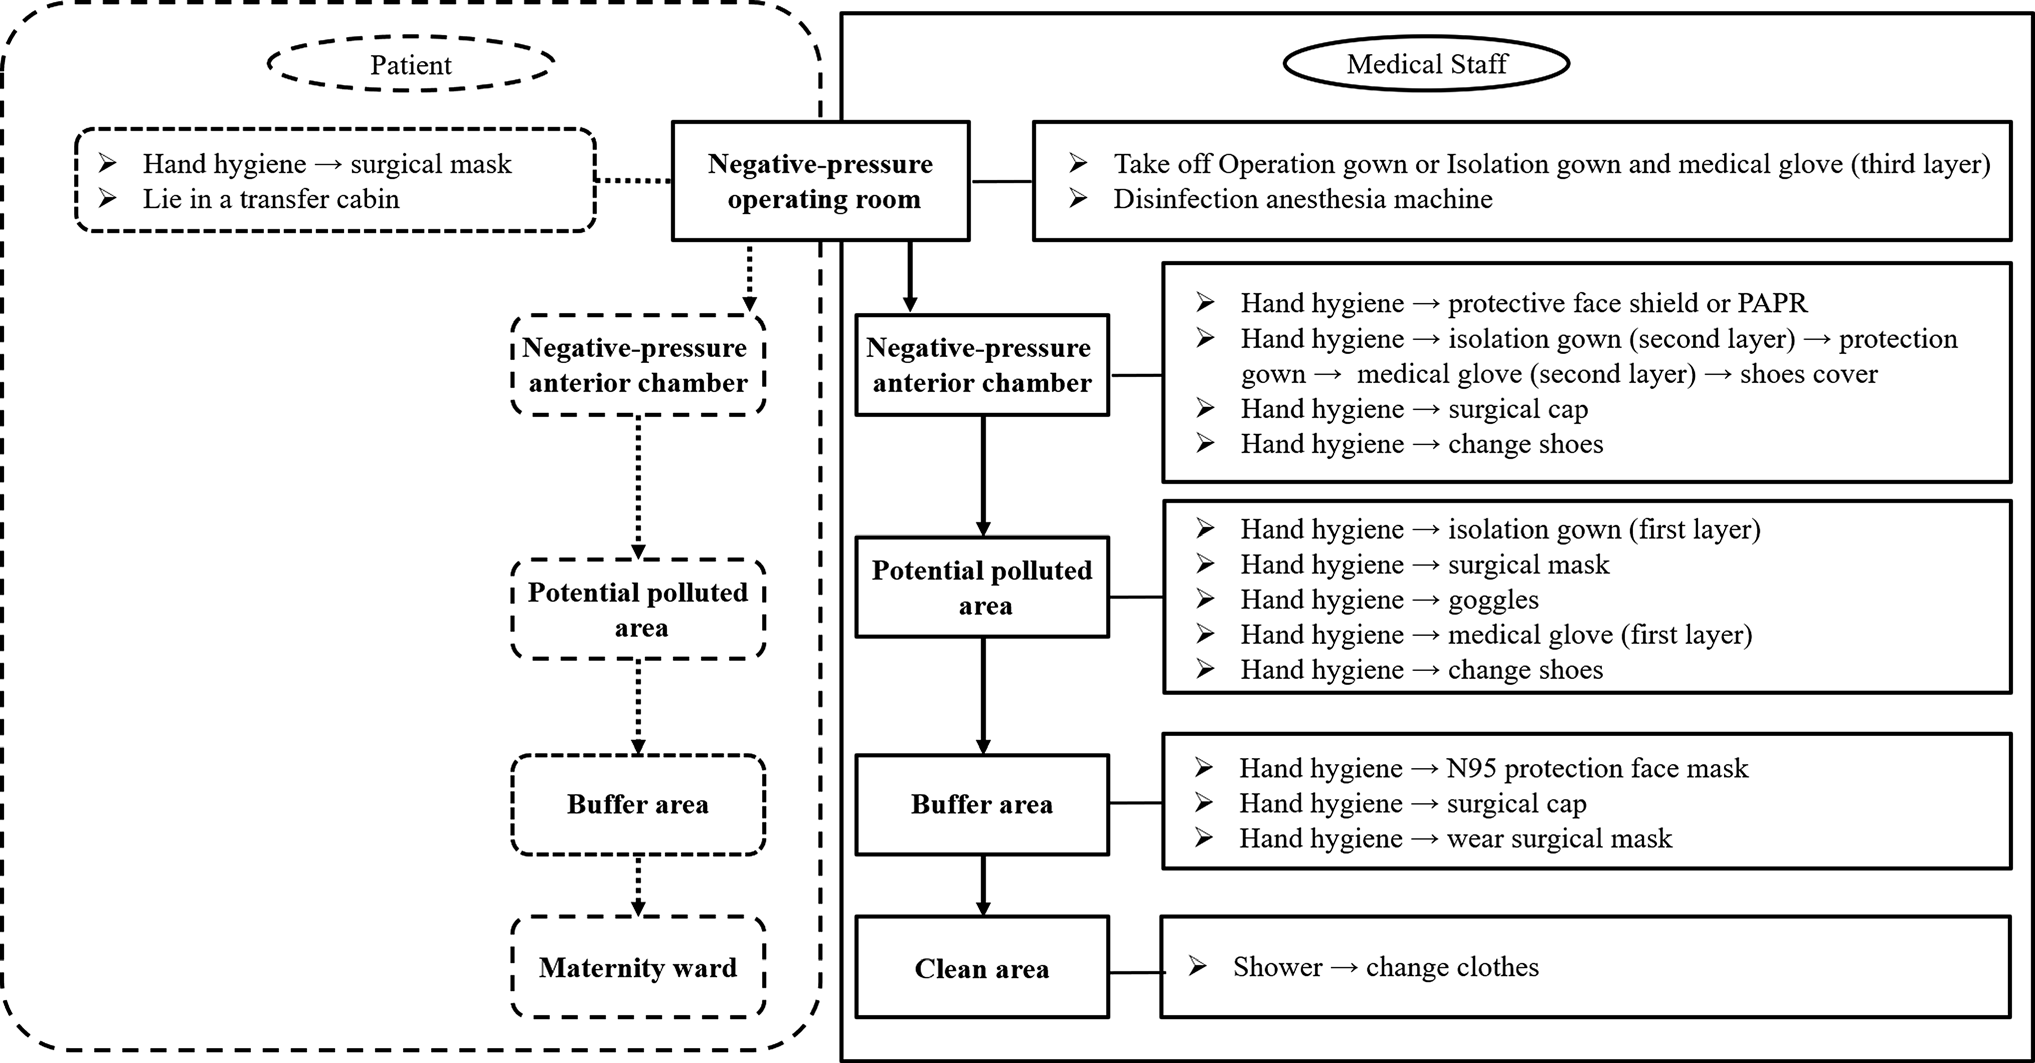 Patient
Medical Staff
➢ Hand hygiene → surgical mask
➢ Lie in a transfer cabin
Negative-pressure
operating room
➢ Take off Operation gown or Isolation gown and medical glove (third layer)
➢ Disinfection anesthesia machine
Negative-pressure
anterior chamber
Negative-pressure
anterior chamber
➢ Hand hygiene → protective face shield or PAPR
➢ Hand hygiene → isolation gown (second layer) → protection
gown → medical glove (second layer) → shoes cover
➢ Hand hygiene → surgical cap
➢ Hand hygiene → change shoes
Potential polluted
area
Potential polluted
area
➢ Hand hygiene → isolation gown (first layer)
➢ Hand hygiene → surgical mask
➢ Hand hygiene → goggles
➢ Hand hygiene → medical glove (first layer)
➢ Hand hygiene → change shoes
Buffer area
Buffer area
➢ Hand hygiene → N95 protection face mask
➢ Hand hygiene → surgical cap
➢ Hand hygiene → wear surgical mask
Maternity ward
Clean area
➢ Shower → change clothes